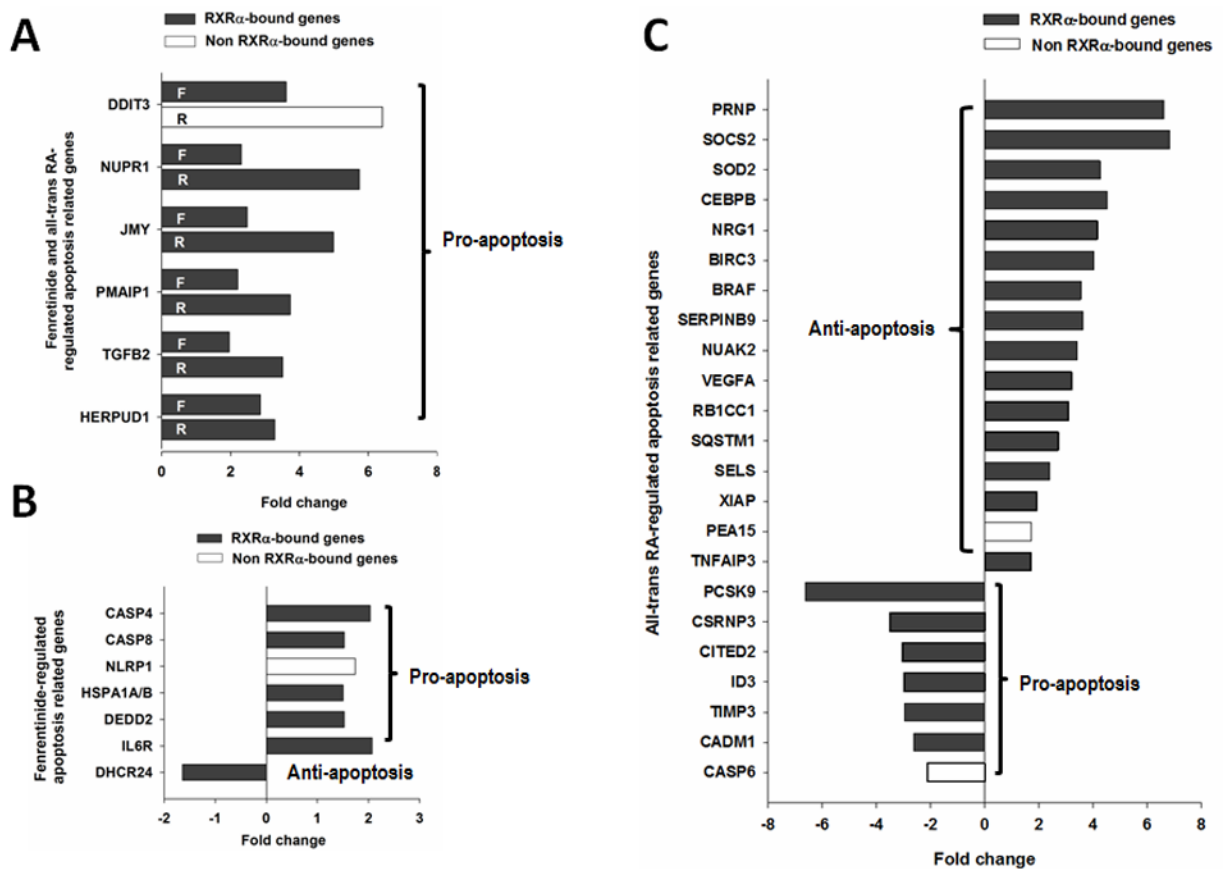 A
RXRα-bound genes
Non RXRα-bound genes
Fenretinide and all-trans RA-
regulated apoptosis related genes
DDIT3
F
R
NUPR1
F
R
JMY
F
R
PMAIP1
F
R
TGFB2
F
R
HERPUD1
F
R
Pro-apoptosis
0 2 4 6 8
Fold change
B
RXRα-bound genes
Non RXRα-bound genes
Fenrentinide-regulated
apoptosis related genes
CASP4
CASP8
NLRP1
HSPA1A/B
DEDD2
IL6R
DHCR24
Pro-apoptosis
Anti-apoptosis
-2 -1 0 1 2 3
Fold change
C
RXRα-bound genes
Non RXRα-bound genes
All-trans RA-regulated apoptosis related genes
PRNP
SOCS2
SOD2
CEBPB
NRG1
BIRC3
BRAF
SERPINB9
NUAK2
VEGFA
RB1CC1
SQSTM1
SELS
XIAP
PEA15
TNFAIP3
PCSK9
CSRNP3
CITED2
ID3
TIMP3
CADM1
CASP6
Anti-apoptosis
Pro-apoptosis
-8 -6 -4 -2 0 2 4 6 8
Fold change